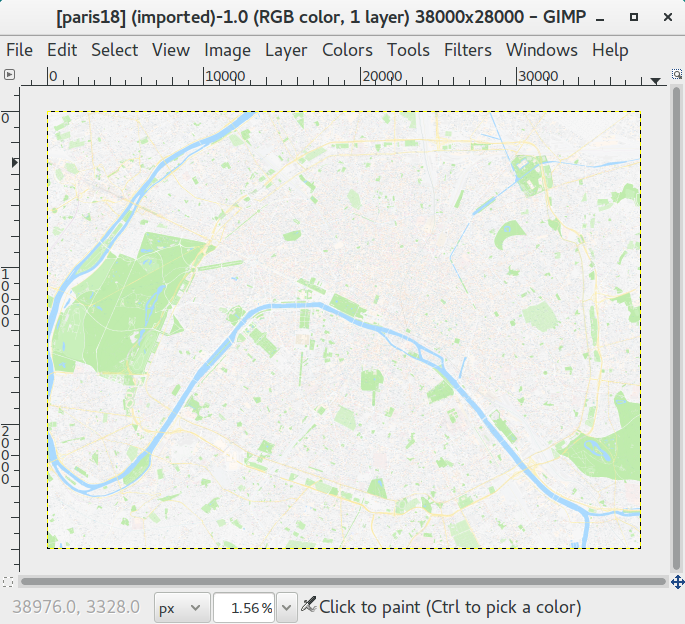 [paris18] (imported)-1.0 (RGB color, 1 layer) 38000x28000 – GIMP
File Edit Select View Image Layer Colors Tools Filters Windows Help
0 10000 20000 30000
0
10000
20000
38976.0, 3328.0 px 1.56 % Click to paint (Ctrl to pick a color)